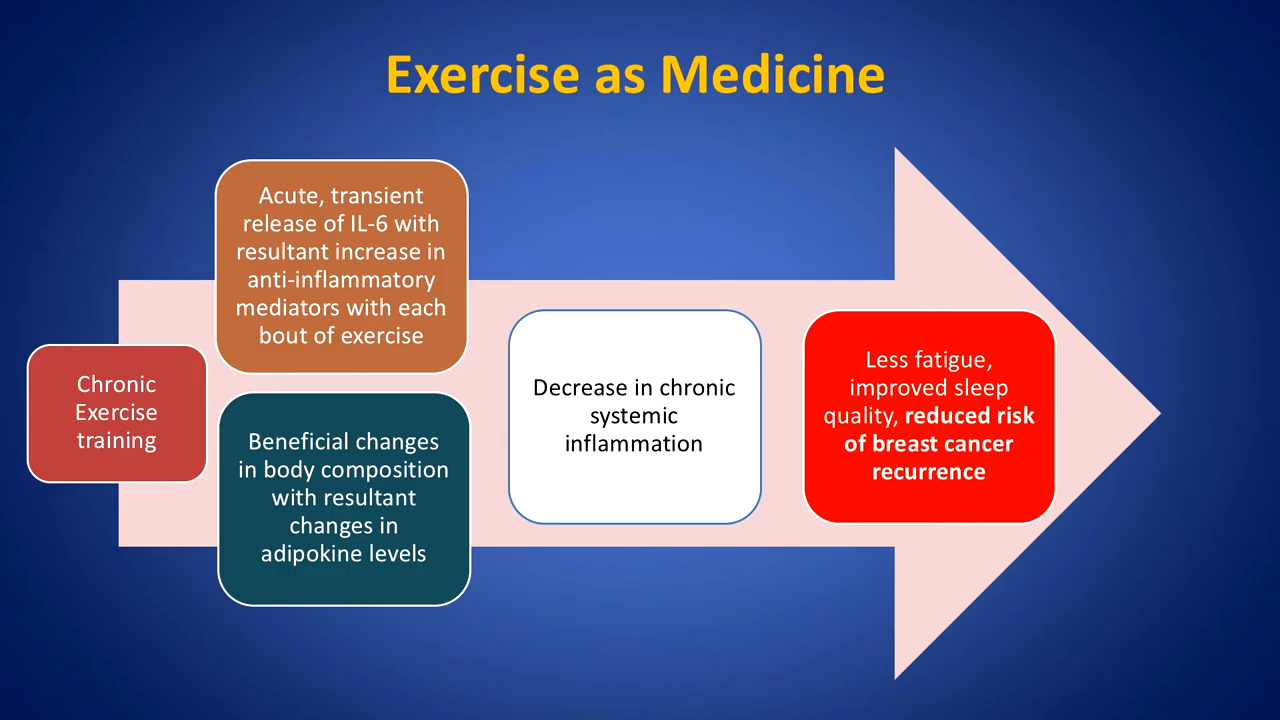 Exercise as Medicine
Acute, transient
release of IL-6 with
resultant increase in
anti-inflammatory
mediators with each
bout of exercise
Chronic
Exercise
training
Beneficial changes
in body composition
with resultant
changes in
adipokine levels
Decrease in chronic
systemic
inflammation
Less fatigue,
improved sleep
quality, reduced risk
of breast cancer
recurrence